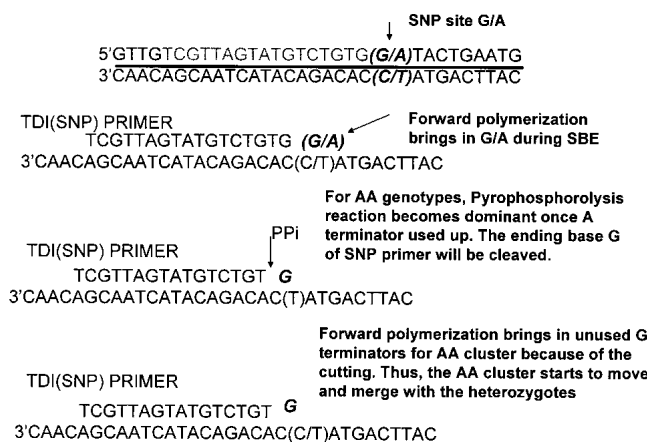 SNP site G/A
5'GTTGTCGTTAGTATGTCTGTG(G/A)TACTGAATG
3'CAACAGCAATCATACAGACAC(C/T)ATGACTTAC
TDI(SNP) PRIMER
TCGTTAGTATGTCTGTG (G/A)
3'CAACAGCAATCATACAGACAC(C/T)ATGACTTAC
Forward polymerization
brings in G/A during SBE
For AA genotypes, Pyrophosphorolysis
reaction becomes dominant once A
terminator used up. The ending base G
of SNP primer will be cleaved.
PPi
TDI(SNP) PRIMER
TCGTTAGTATGTCTGT G
3'CAACAGCAATCATACAGACAC(T)ATGACTTAC
Forward polymerization brings in unused G
terminators for AA cluster because of the
cutting. Thus, the AA cluster starts to move
and merge with the heterozygotes
TDI(SNP) PRIMER
TCGTTAGTATGTCTGT G
3'CAACAGCAATCATACAGACAC(C/T)ATGACTTAC